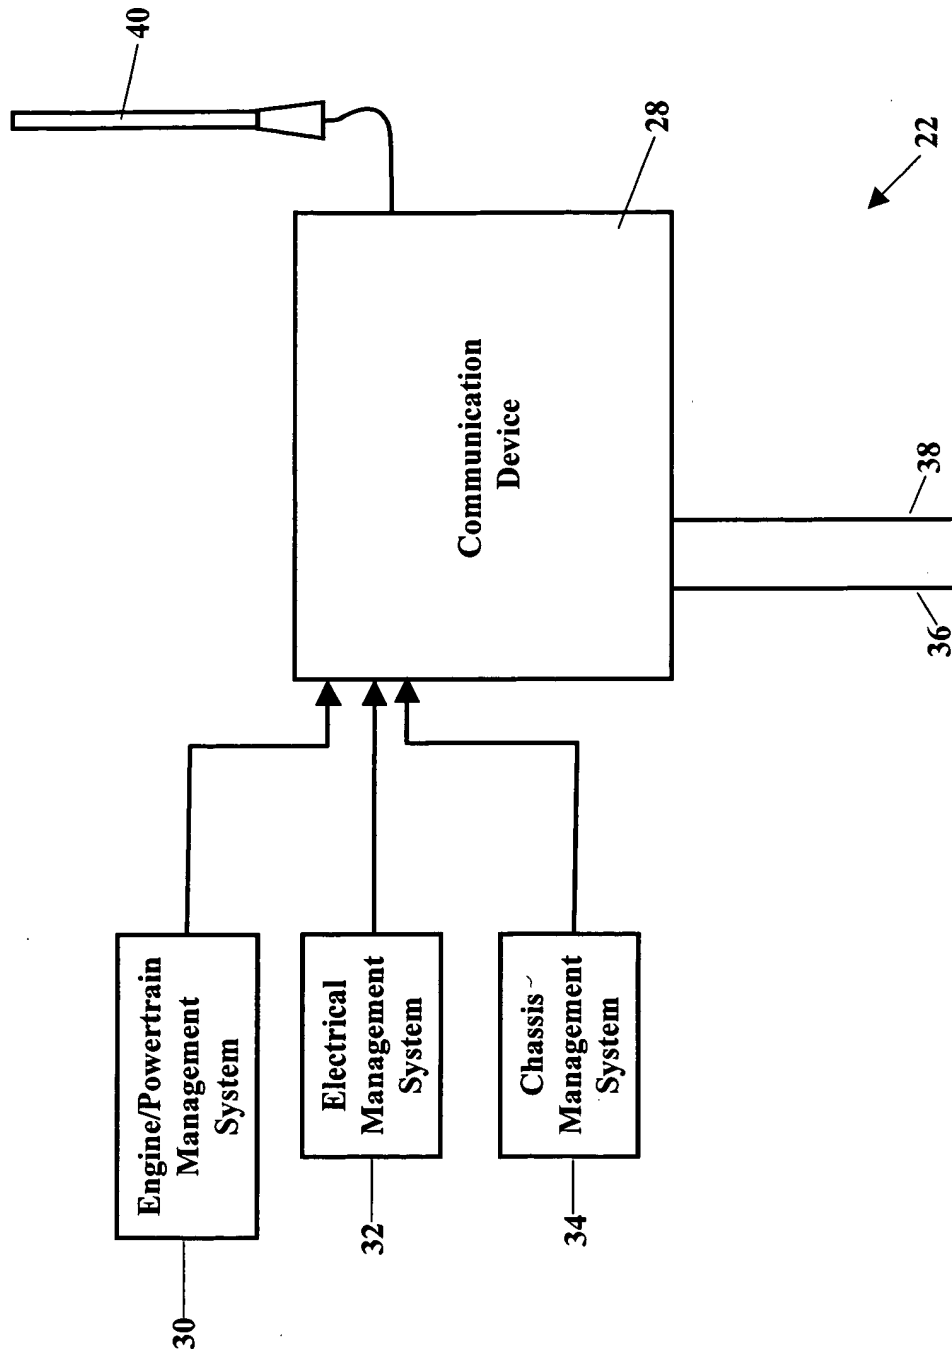 30
Engine/Powertrain
Management
System
32
Electrical
Management
System
34
Chassis
Management
System
Communication
Device
28
40
36
38
22